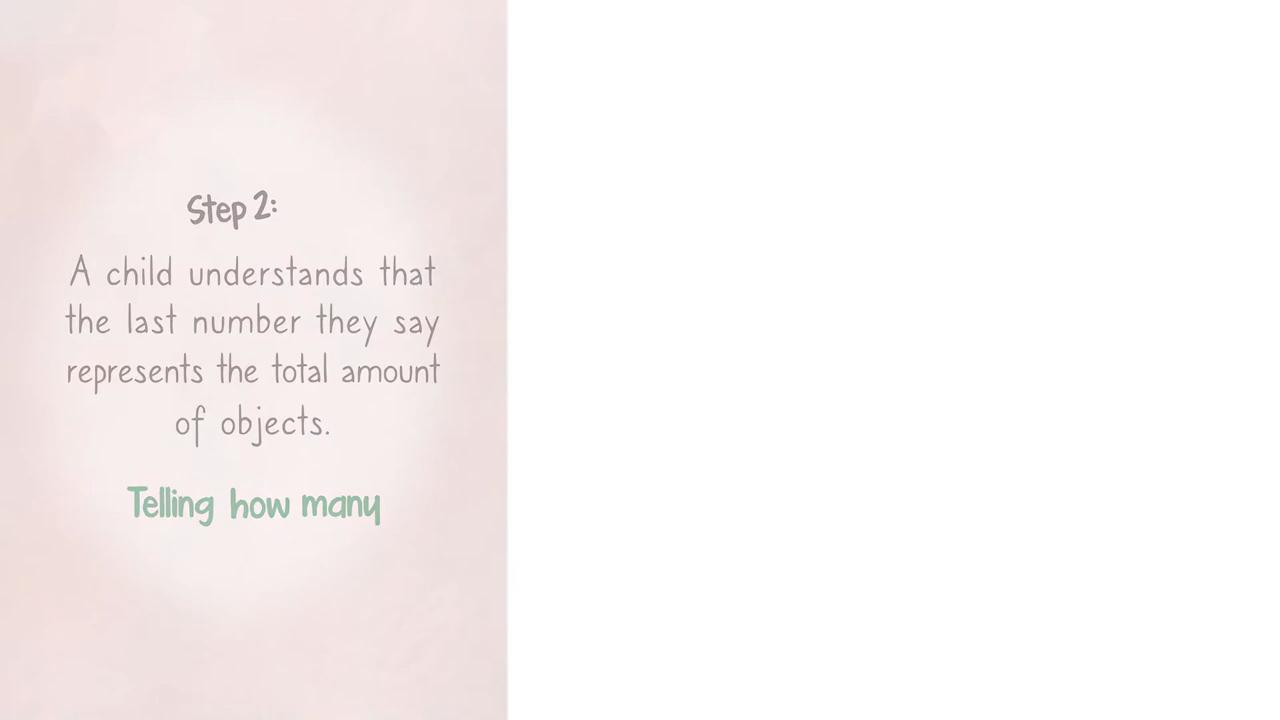 Step 2:
A child understands that
the last number they say
represents the total amount
of objects.
Telling how many